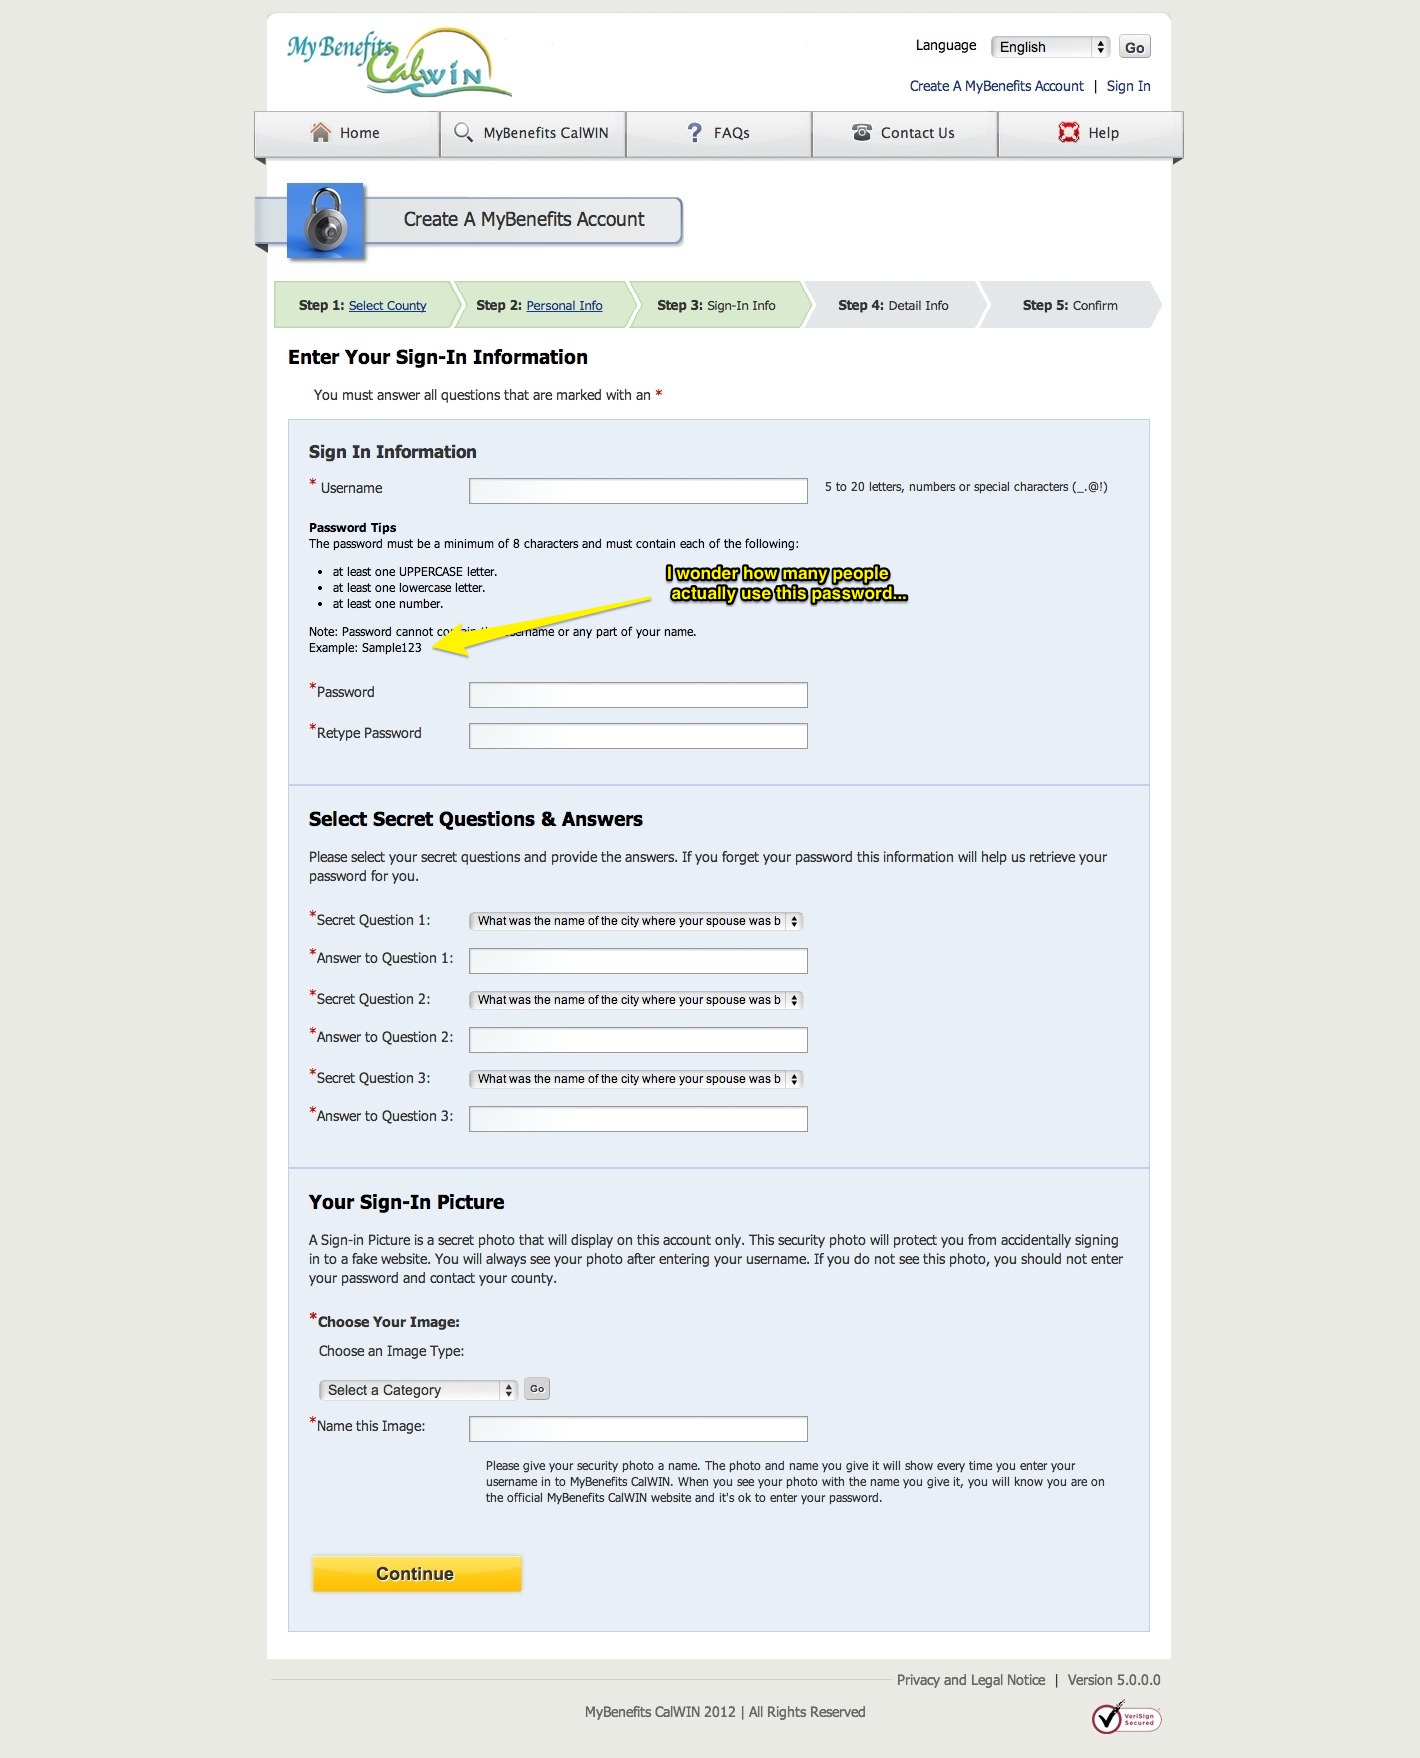 My Benefits
CalWIN
Language English Go
Create A MyBenefits Account | Sign In
Home MyBenefits CalWIN FAQs Contact Us Help
Create A MyBenefits Account
Step 1: Select County Step 2: Personal Info Step 3: Sign-In Info Step 4: Detail Info Step 5: Confirm
Enter Your Sign-In Information
You must answer all questions that are marked with an *
Sign In Information
* Username 5 to 20 letters, numbers or special characters (_.@!)
Password Tips
The password must be a minimum of 8 characters and must contain each of the following:
• at least one UPPERCASE letter.
• at least one lowercase letter.
• at least one number.
I wonder how many people
actually use this password...
Note: Password cannot contain the username or any part of your name.
Example: Sample123
*Password
*Retype Password
Select Secret Questions & Answers
Please select your secret questions and provide the answers. If you forget your password this information will help us retrieve your
password for you.
*Secret Question 1: What was the name of the city where your spouse was b
*Answer to Question 1:
*Secret Question 2: What was the name of the city where your spouse was b
*Answer to Question 2:
*Secret Question 3: What was the name of the city where your spouse was b
*Answer to Question 3:
Your Sign-In Picture
A Sign-in Picture is a secret photo that will display on this account only. This security photo will protect you from accidentally signing
in to a fake website. You will always see your photo after entering your username. If you do not see this photo, you should not enter
your password and contact your county.
*Choose Your Image:
Choose an Image Type:
Select a Category Go
*Name this Image:
Please give your security photo a name. The photo and name you give it will show every time you enter your
username in to MyBenefits CalWIN. When you see your photo with the name you give it, you will know you are on
the official MyBenefits CalWIN website and it's ok to enter your password.
Continue
Privacy and Legal Notice | Version 5.0.0.0
MyBenefits CalWIN 2012 | All Rights Reserved
VeriSign
Secured